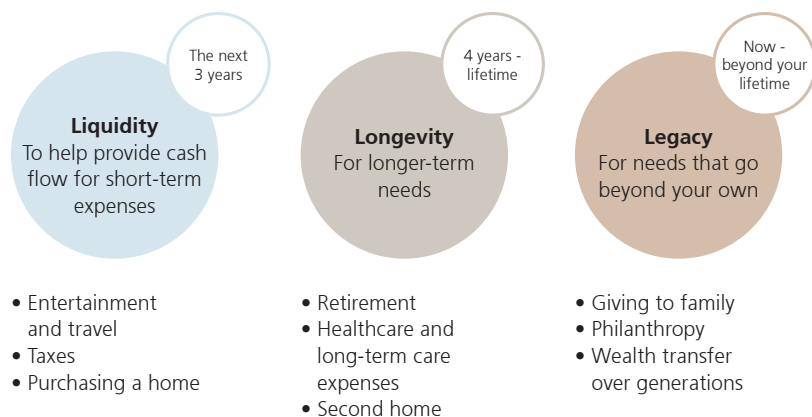 The next
3 years
Liquidity
To help provide cash
flow for short-term
expenses
• Entertainment
and travel
• Taxes
• Purchasing a home
4 years -
lifetime
Longevity
For longer-term
needs
• Retirement
• Healthcare and
long-term care
expenses
• Second home
Now -
beyond your
lifetime
Legacy
For needs that go
beyond your own
• Giving to family
• Philanthropy
• Wealth transfer
over generations